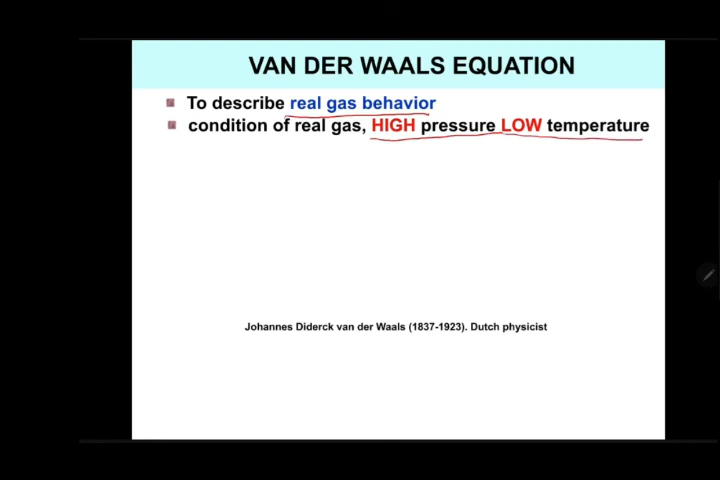 VAN DER WAALS EQUATION
To describe real gas behavior
condition of real gas, HIGH pressure LOW temperature
Johannes Diderck van der Waals (1837-1923). Dutch physicist